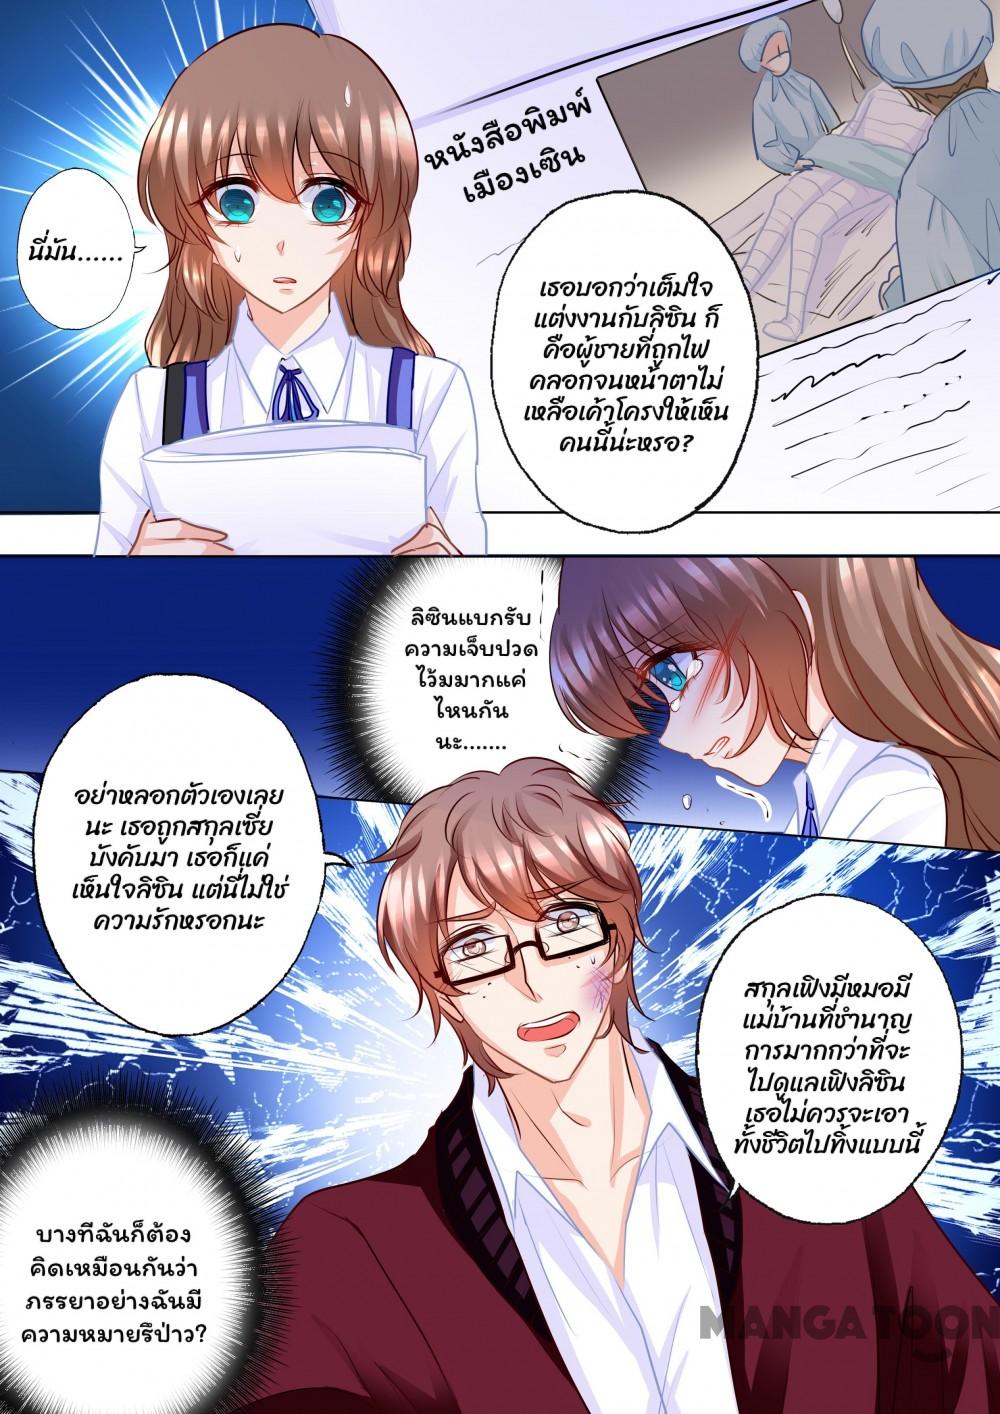 หนังสือพิมพ์
เมืองเซิน
นี่มัน......
เธอบอกว่าเต็มใจ
แต่งงานกับลิซิน ก็
คือผู้ชายที่ถูกไฟ
คลอกจนหน้าตาไม่
เหลือเค้าโครงให้เห็น
คนนี้น่ะหรอ?
ลิซินแบกรับ
ความเจ็บปวด
ไว้มมากแค่
ไหนกัน
นะ.......
อย่าหลอกตัวเองเลย
นะ เธอถูกสกุลเซี่ย
บังคับมา เธอก็แค่
เห็นใจลิซิน แต่นี่ไม่ใช่
ความรักหรอกนะ
สกุลเฟิงมีหมอมี
แม่บ้านที่ชำนาญ
การมากกว่าที่จะ
ไปดูแลเฟิงลิซิน
เธอไม่ควรจะเอา
ทั้งชีวิตไปทิ้งแบบนี้
บางทีฉันก็ต้อง
คิดเหมือนกันว่า
ภรรยาอย่างฉันมี
ความหมายรึป่าว?
MANGATOON